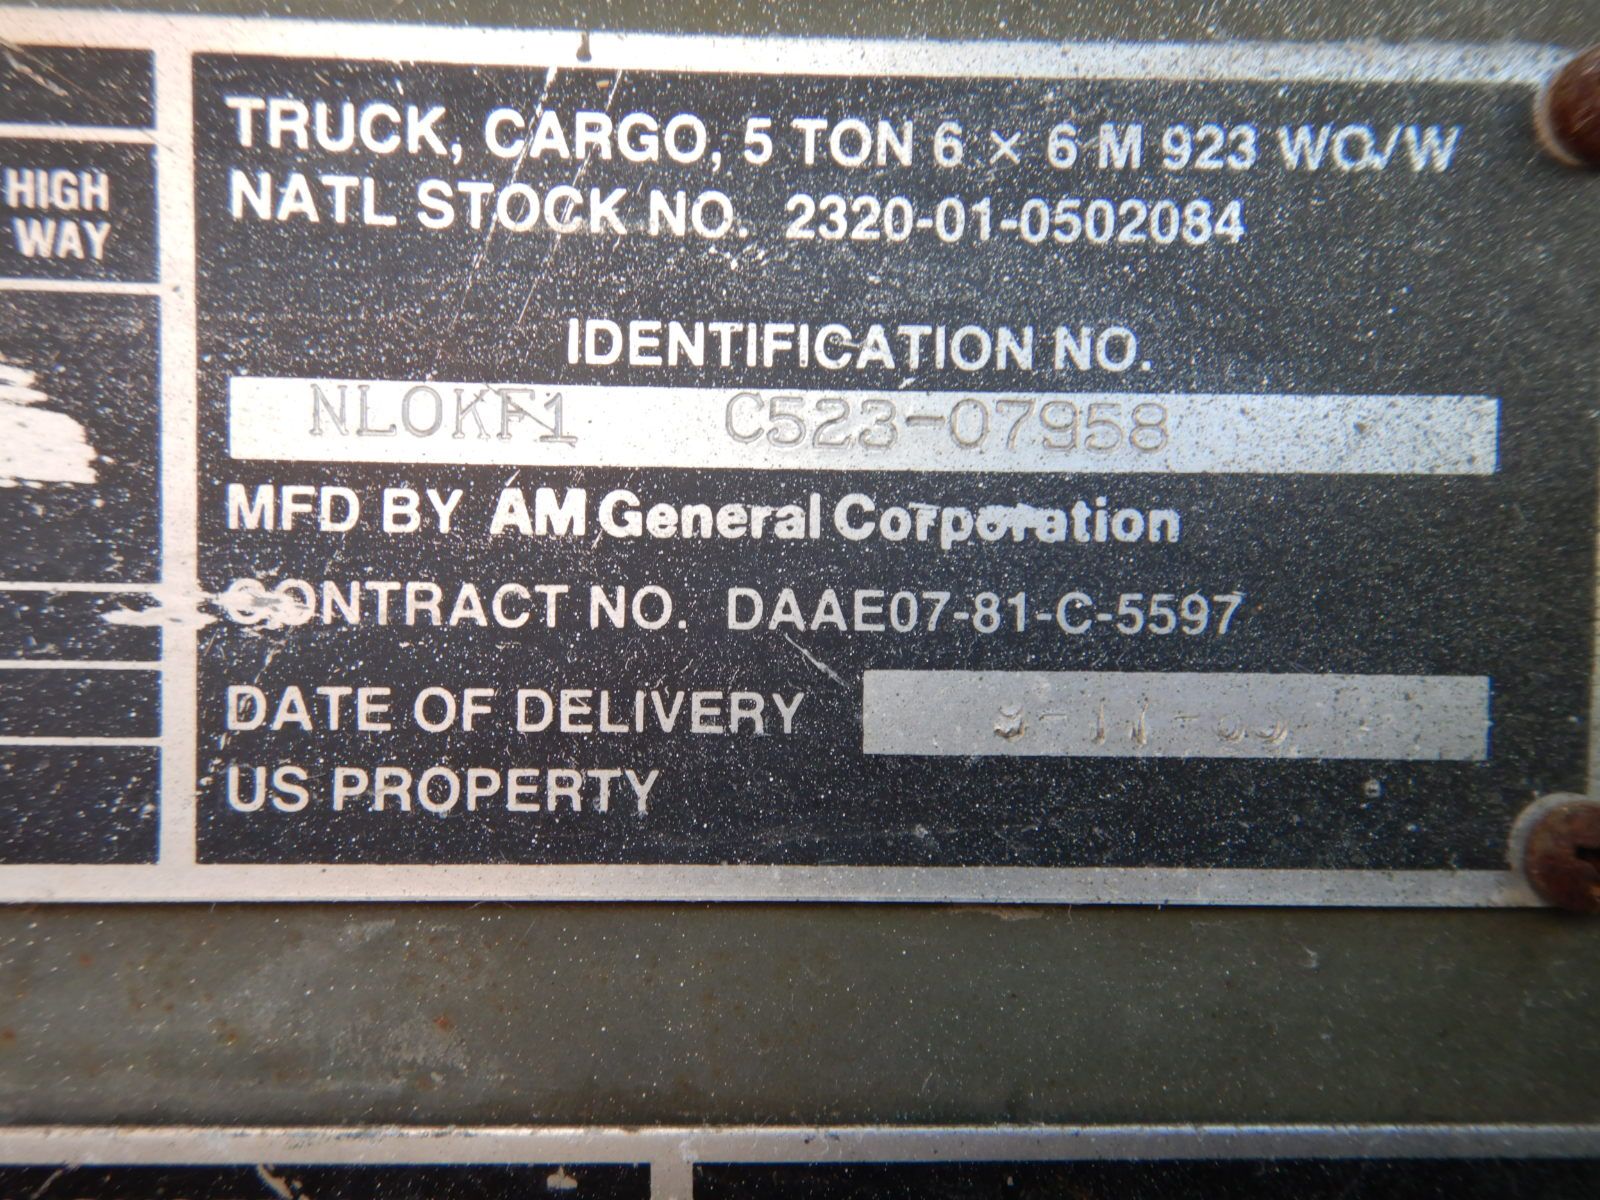 HIGH
WAY
TRUCK, CARGO, 5 TON 6 × 6 M 923 WO/W
NATL STOCK NO. 2320-01-0502084
IDENTIFICATION NO.
NLOKF1 C523-07958
MFD BY AM General Corporation
CONTRACT NO. DAAE07-81-C-5597
DATE OF DELIVERY
US PROPERTY